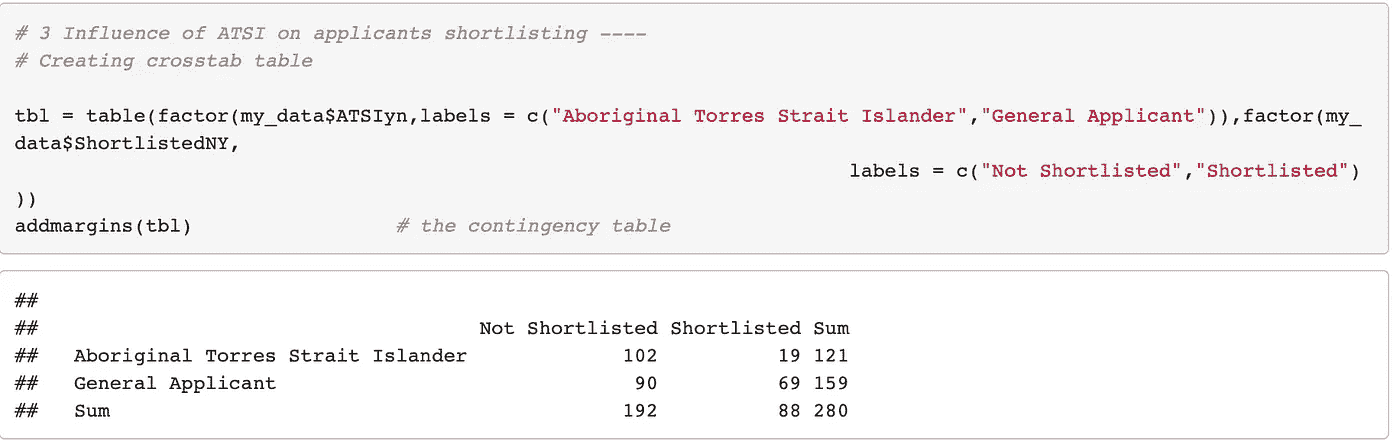 # 3 Influence of ATSI on applicants shortlisting ----
# Creating crosstab table
tbl = table(factor(my_data$ATSIyn,labels = c("Aboriginal Torres Strait Islander","General Applicant")),factor(my_
data$ShortlistedNY,
labels = c("Not Shortlisted","Shortlisted")
))
addmargins(tbl) # the contingency table
##
## Not Shortlisted Shortlisted Sum
## Aboriginal Torres Strait Islander 102 19 121
## General Applicant 90 69 159
## Sum 192 88 280